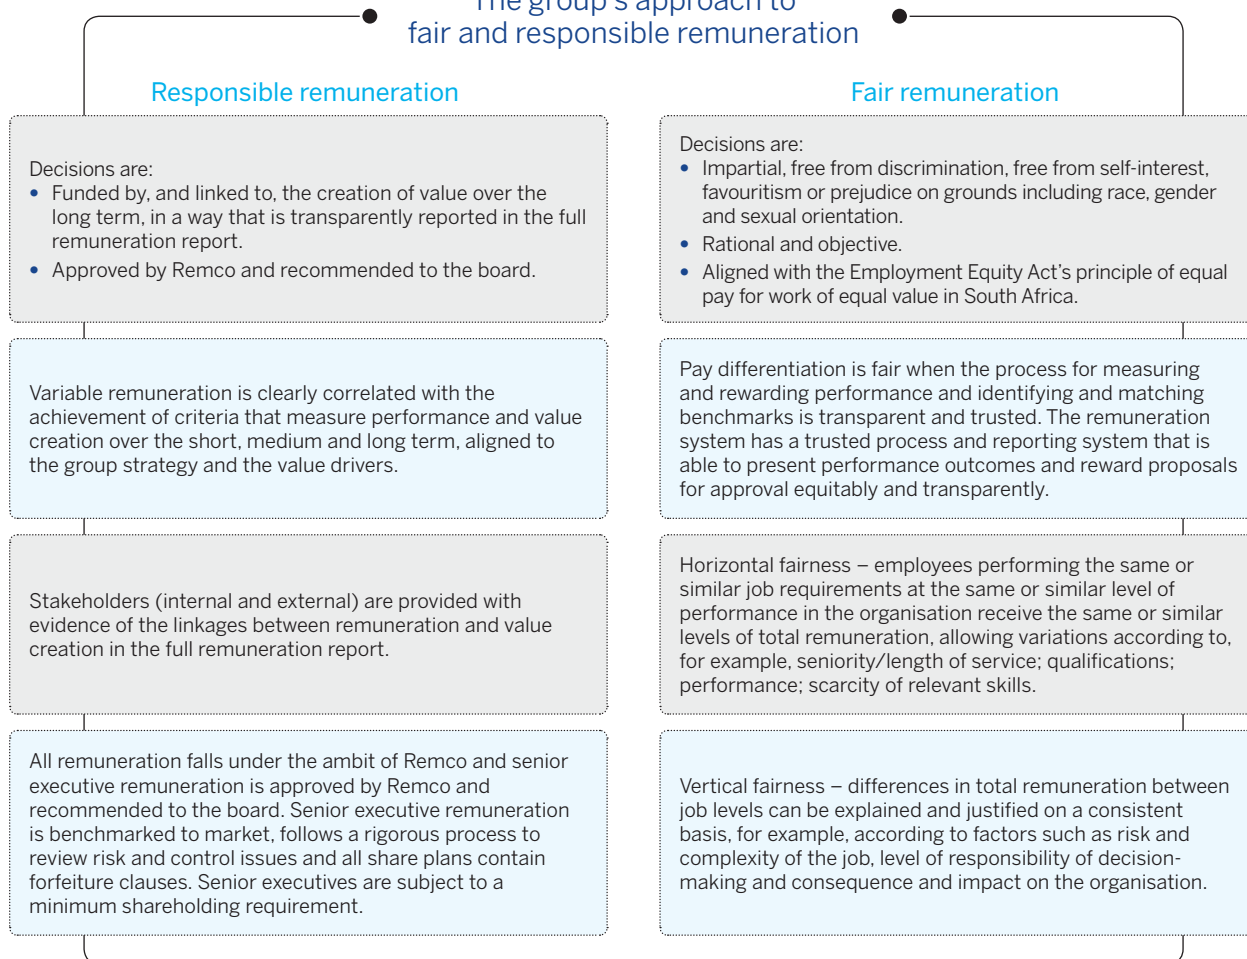 The group's approach to
fair and responsible remuneration
Responsible remuneration
Decisions are:
• Funded by, and linked to, the creation of value over the
long term, in a way that is transparently reported in the full
remuneration report.
• Approved by Remco and recommended to the board.
Variable remuneration is clearly correlated with the
achievement of criteria that measure performance and value
creation over the short, medium and long term, aligned to
the group strategy and the value drivers.
Stakeholders (internal and external) are provided with
evidence of the linkages between remuneration and value
creation in the full remuneration report.
All remuneration falls under the ambit of Remco and senior
executive remuneration is approved by Remco and
recommended to the board. Senior executive remuneration
is benchmarked to market, follows a rigorous process to
review risk and control issues and all share plans contain
forfeiture clauses. Senior executives are subject to a
minimum shareholding requirement.
Fair remuneration
Decisions are:
• Impartial, free from discrimination, free from self-interest,
favouritism or prejudice on grounds including race, gender
and sexual orientation.
• Rational and objective.
• Aligned with the Employment Equity Act's principle of equal
pay for work of equal value in South Africa.
Pay differentiation is fair when the process for measuring
and rewarding performance and identifying and matching
benchmarks is transparent and trusted. The remuneration
system has a trusted process and reporting system that is
able to present performance outcomes and reward proposals
for approval equitably and transparently.
Horizontal fairness – employees performing the same or
similar job requirements at the same or similar level of
performance in the organisation receive the same or similar
levels of total remuneration, allowing variations according to,
for example, seniority/length of service; qualifications;
performance; scarcity of relevant skills.
Vertical fairness – differences in total remuneration between
job levels can be explained and justified on a consistent
basis, for example, according to factors such as risk and
complexity of the job, level of responsibility of decision-
making and consequence and impact on the organisation.